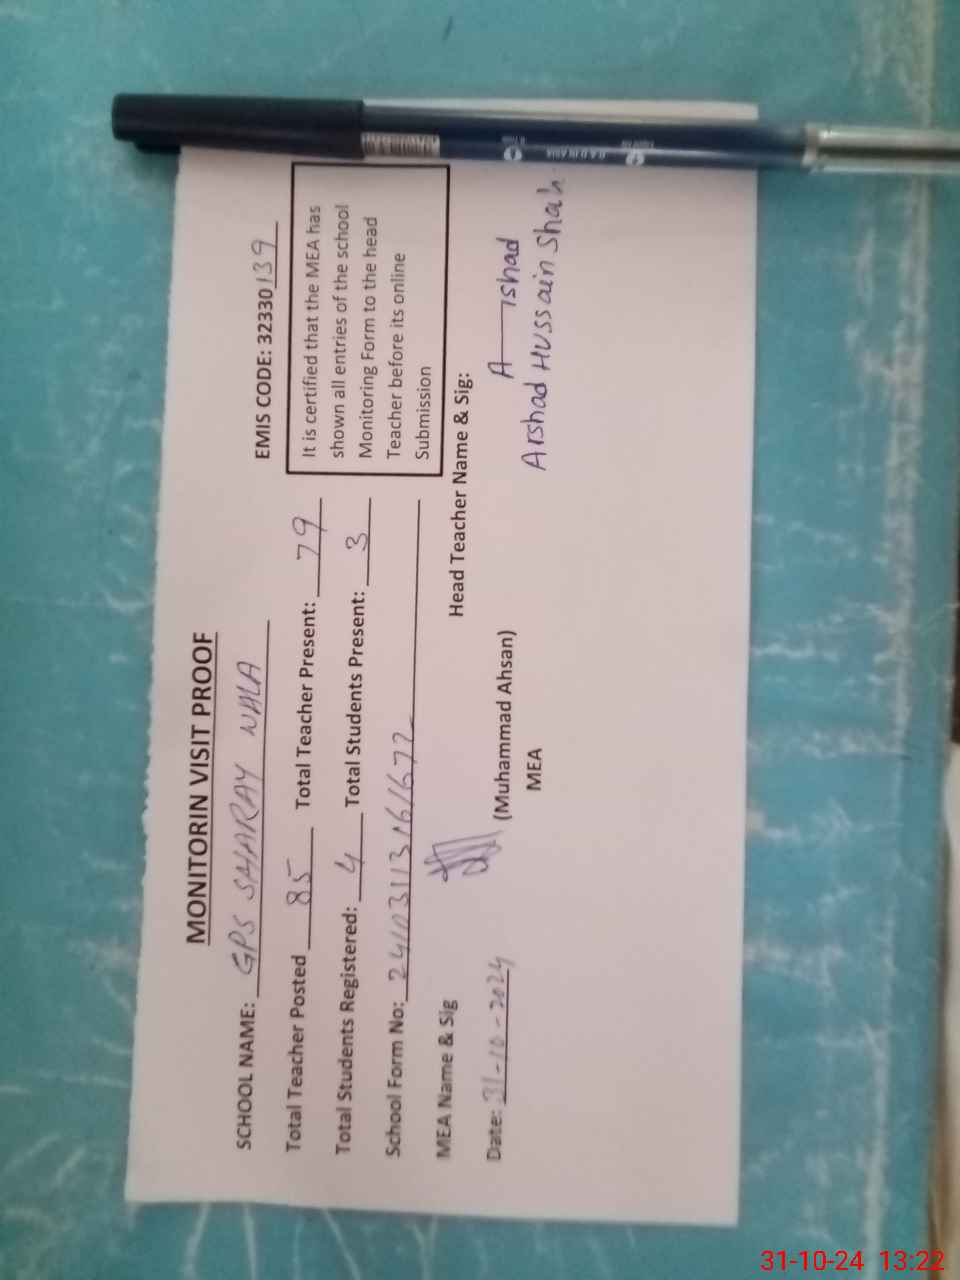 MONITORIN VISIT PROOF
SCHOOL NAME: GPS SAHARAY WALA EMIS CODE: 32330139
Total Teacher Posted 85 Total Teacher Present: 79
Total Students Registered: 4 Total Students Present: 3
School Form No: 241031131616 77
It is certified that the MEA has
shown all entries of the school
Monitoring Form to the head
Teacher before its online
Submission
MEA Name & Sig Head Teacher Name & Sig:
(Muhammad Ahsan)
MEA
Arshad Hussain Shah
Date: 31-10-2024
31-10-24 13:22